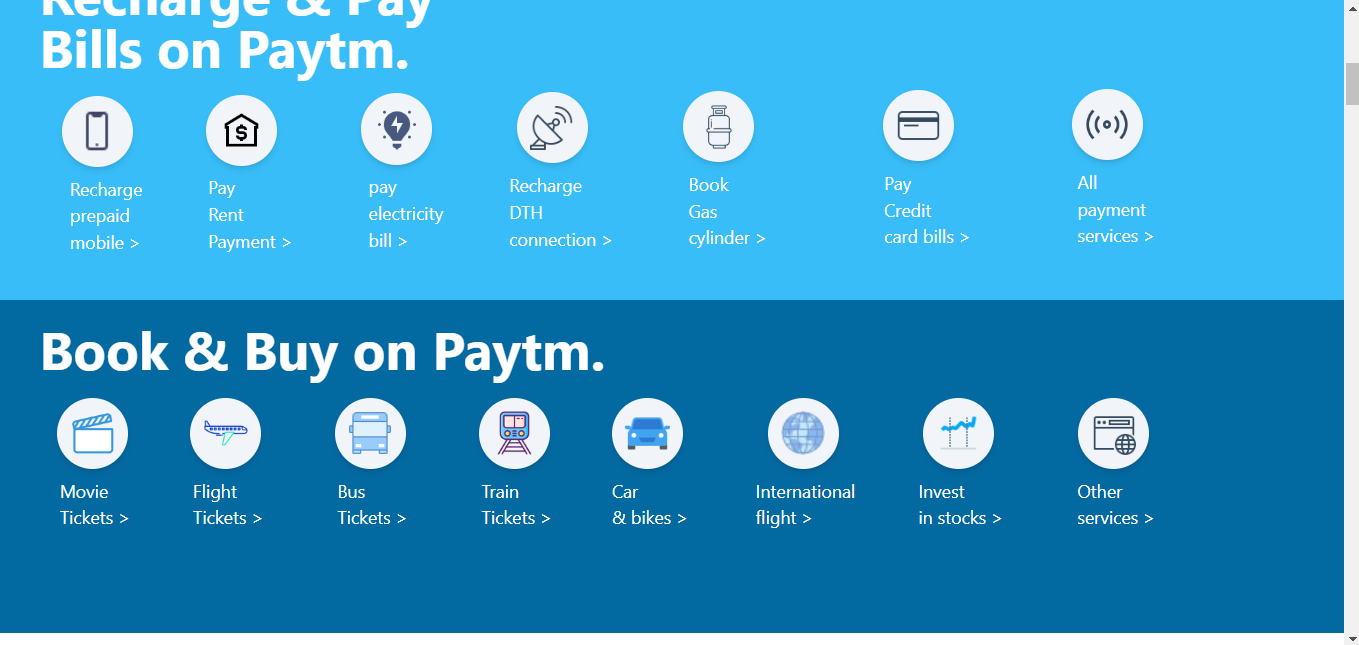 Recharge & Pay
Bills on Paytm.
Recharge
prepaid
mobile >
Pay
Rent
Payment >
pay
electricity
bill >
Recharge
DTH
connection >
Book
Gas
cylinder >
Pay
Credit
card bills >
All
payment
services >
Book & Buy on Paytm.
Movie
Tickets >
Flight
Tickets >
Bus
Tickets >
Train
Tickets >
Car
& bikes >
International
flight >
Invest
in stocks >
Other
services >